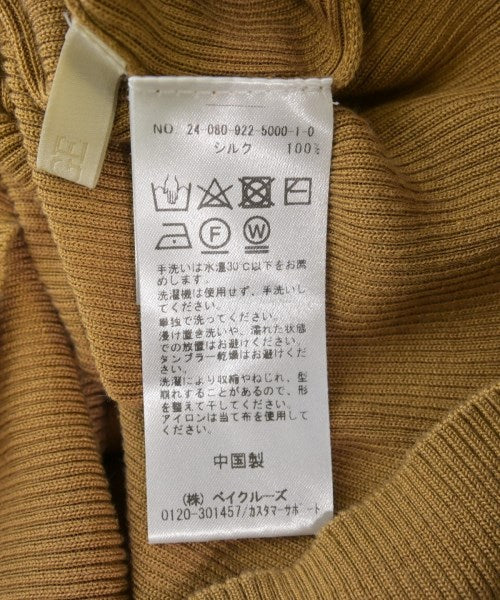 NO 24-080-922-5000-1-0
シルク 100%
F W
手洗いは水温30℃以下をお薦
めします。
洗濯機は使用せず、手洗いし
てください。
単独で洗ってください。
浸け置き洗いや、濡れた状態
での放置はお避けください。
タンブラー乾燥はお避けください。
洗濯により収縮やねじれ、型
取れすることがあるので、形
を整えて干してください。
アイロンは当て布を使用して
ください。
中国製
(株) ベイクルーズ
0120-301457/カスタマーサポート